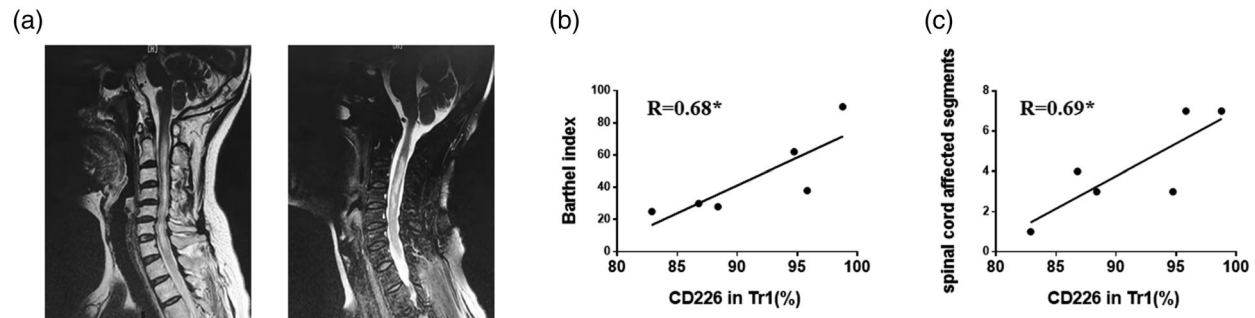 (a)
(b)
(c)
[H]
Barthel index
100
80
60
40
20
0
R=0.68*
80 85 90 95 100
CD226 in Tr1(%)
spinal cord affected segments
8
6
4
2
0
R=0.69*
80 85 90 95 100
CD226 in Tr1(%)